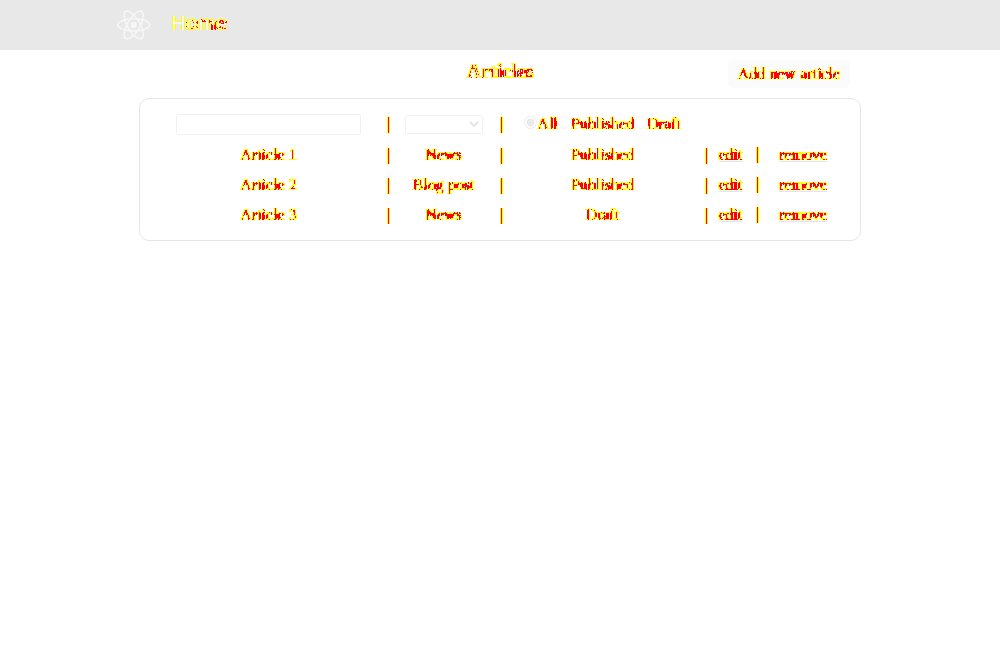 Home
Articles
Add new article
| | All Published Draft
Article 1 | News | Published | edit | remove
Article 2 | Blog post | Published | edit | remove
Article 3 | News | Draft | edit | remove